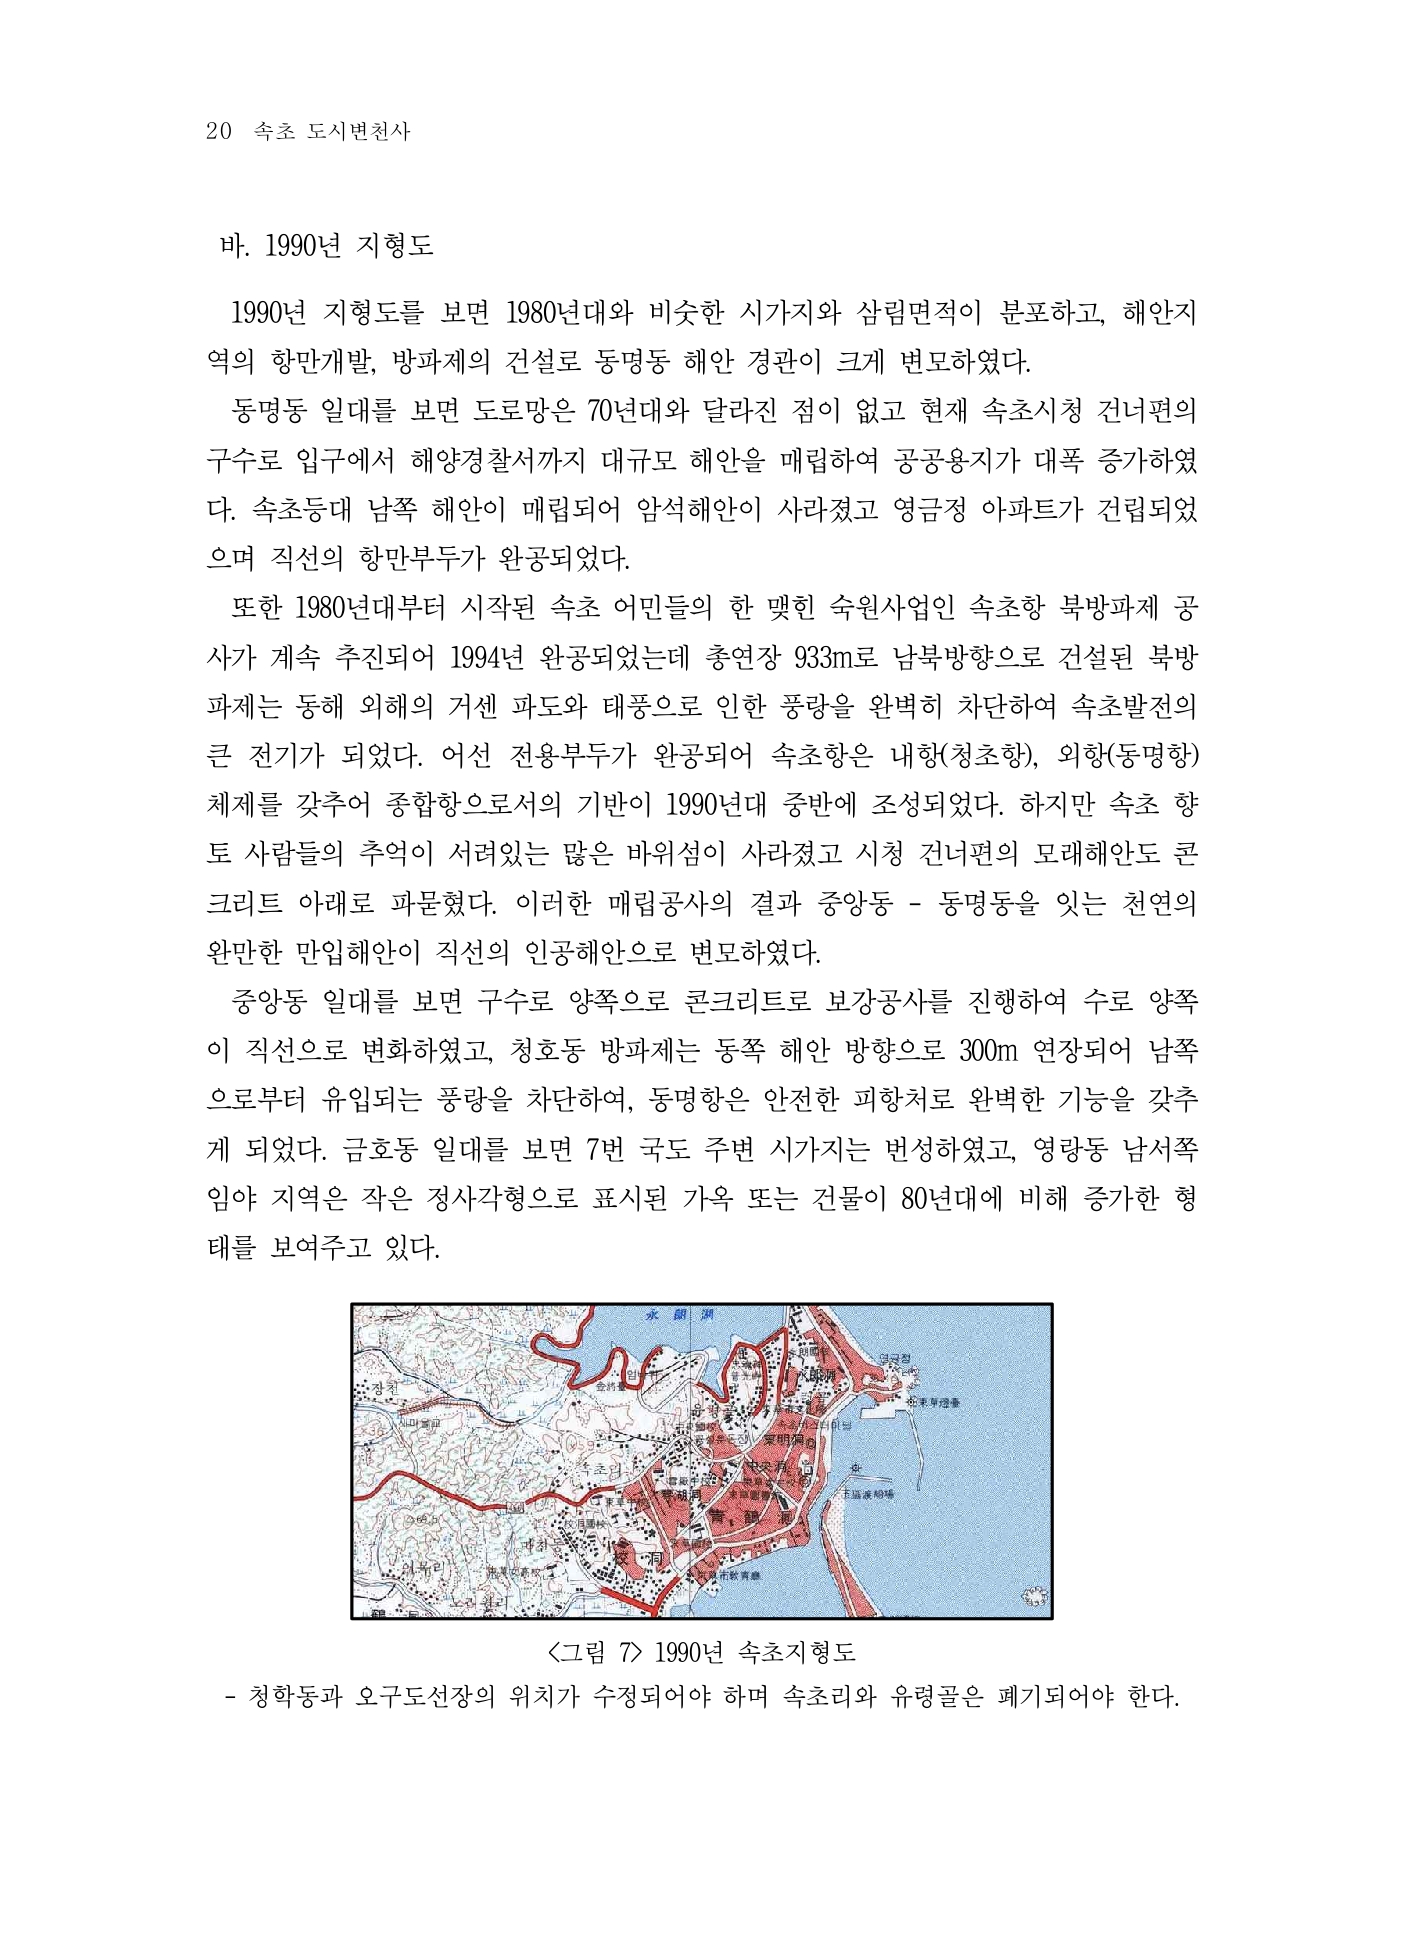 20 속초 도시변천사
바. 1990년 지형도
1990년 지형도를 보면 1980년대와 비슷한 시가지와 삼림면적이 분포하고, 해안지
역의 항만개발, 방파제의 건설로 동명동 해안 경관이 크게 변모하였다.
동명동 일대를 보면 도로망은 70년대와 달라진 점이 없고 현재 속초시청 건너편의
구수로 입구에서 해양경찰서까지 대규모 해안을 매립하여 공공용지가 대폭 증가하였
다. 속초등대 남쪽 해안이 매립되어 암석해안이 사라졌고 영금정 아파트가 건립되었
으며 직선의 항만부두가 완공되었다.
또한 1980년대부터 시작된 속초 어민들의 한 맺힌 숙원사업인 속초항 북방파제 공
사가 계속 추진되어 1994년 완공되었는데 총연장 933m로 남북방향으로 건설된 북방
파제는 동해 외해의 거센 파도와 태풍으로 인한 풍랑을 완벽히 차단하여 속초발전의
큰 전기가 되었다. 어선 전용부두가 완공되어 속초항은 내항(청초항), 외항(동명항)
체제를 갖추어 종합항으로서의 기반이 1990년대 중반에 조성되었다. 하지만 속초 향
토 사람들의 추억이 서려있는 많은 바위섬이 사라졌고 시청 건너편의 모래해안도 콘
크리트 아래로 파묻혔다. 이러한 매립공사의 결과 중앙동 - 동명동을 잇는 천연의
완만한 만입해안이 직선의 인공해안으로 변모하였다.
중앙동 일대를 보면 구수로 양쪽으로 콘크리트로 보강공사를 진행하여 수로 양쪽
이 직선으로 변화하였고, 청호동 방파제는 동쪽 해안 방향으로 300m 연장되어 남쪽
으로부터 유입되는 풍랑을 차단하여, 동명항은 안전한 피항처로 완벽한 기능을 갖추
게 되었다. 금호동 일대를 보면 7번 국도 주변 시가지는 번성하였고, 영랑동 남서쪽
임야 지역은 작은 정사각형으로 표시된 가옥 또는 건물이 80년대에 비해 증가한 형
태를 보여주고 있다.
永 朗 湖
영금정
장천
永郞洞
束草燈臺
東明洞
속초리
中央洞
琴湖洞
靑 鶴 洞
校 洞
노리원리
<그림 7> 1990년 속초지형도
- 청학동과 오구도선장의 위치가 수정되어야 하며 속초리와 유령골은 폐기되어야 한다.